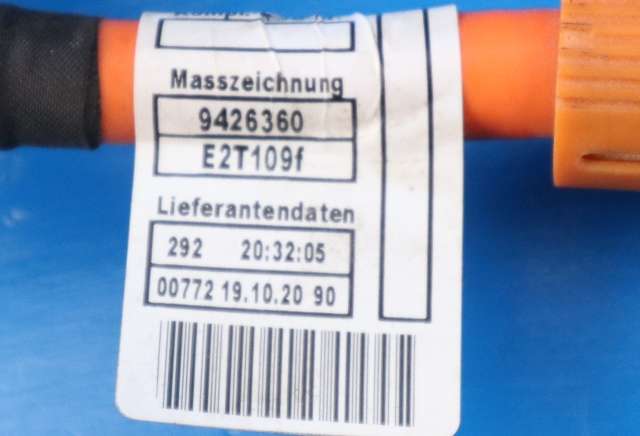 Masszeichnung
9426360
E2T109f
Lieferantendaten
292 20:32:05
00772 19.10.20 90